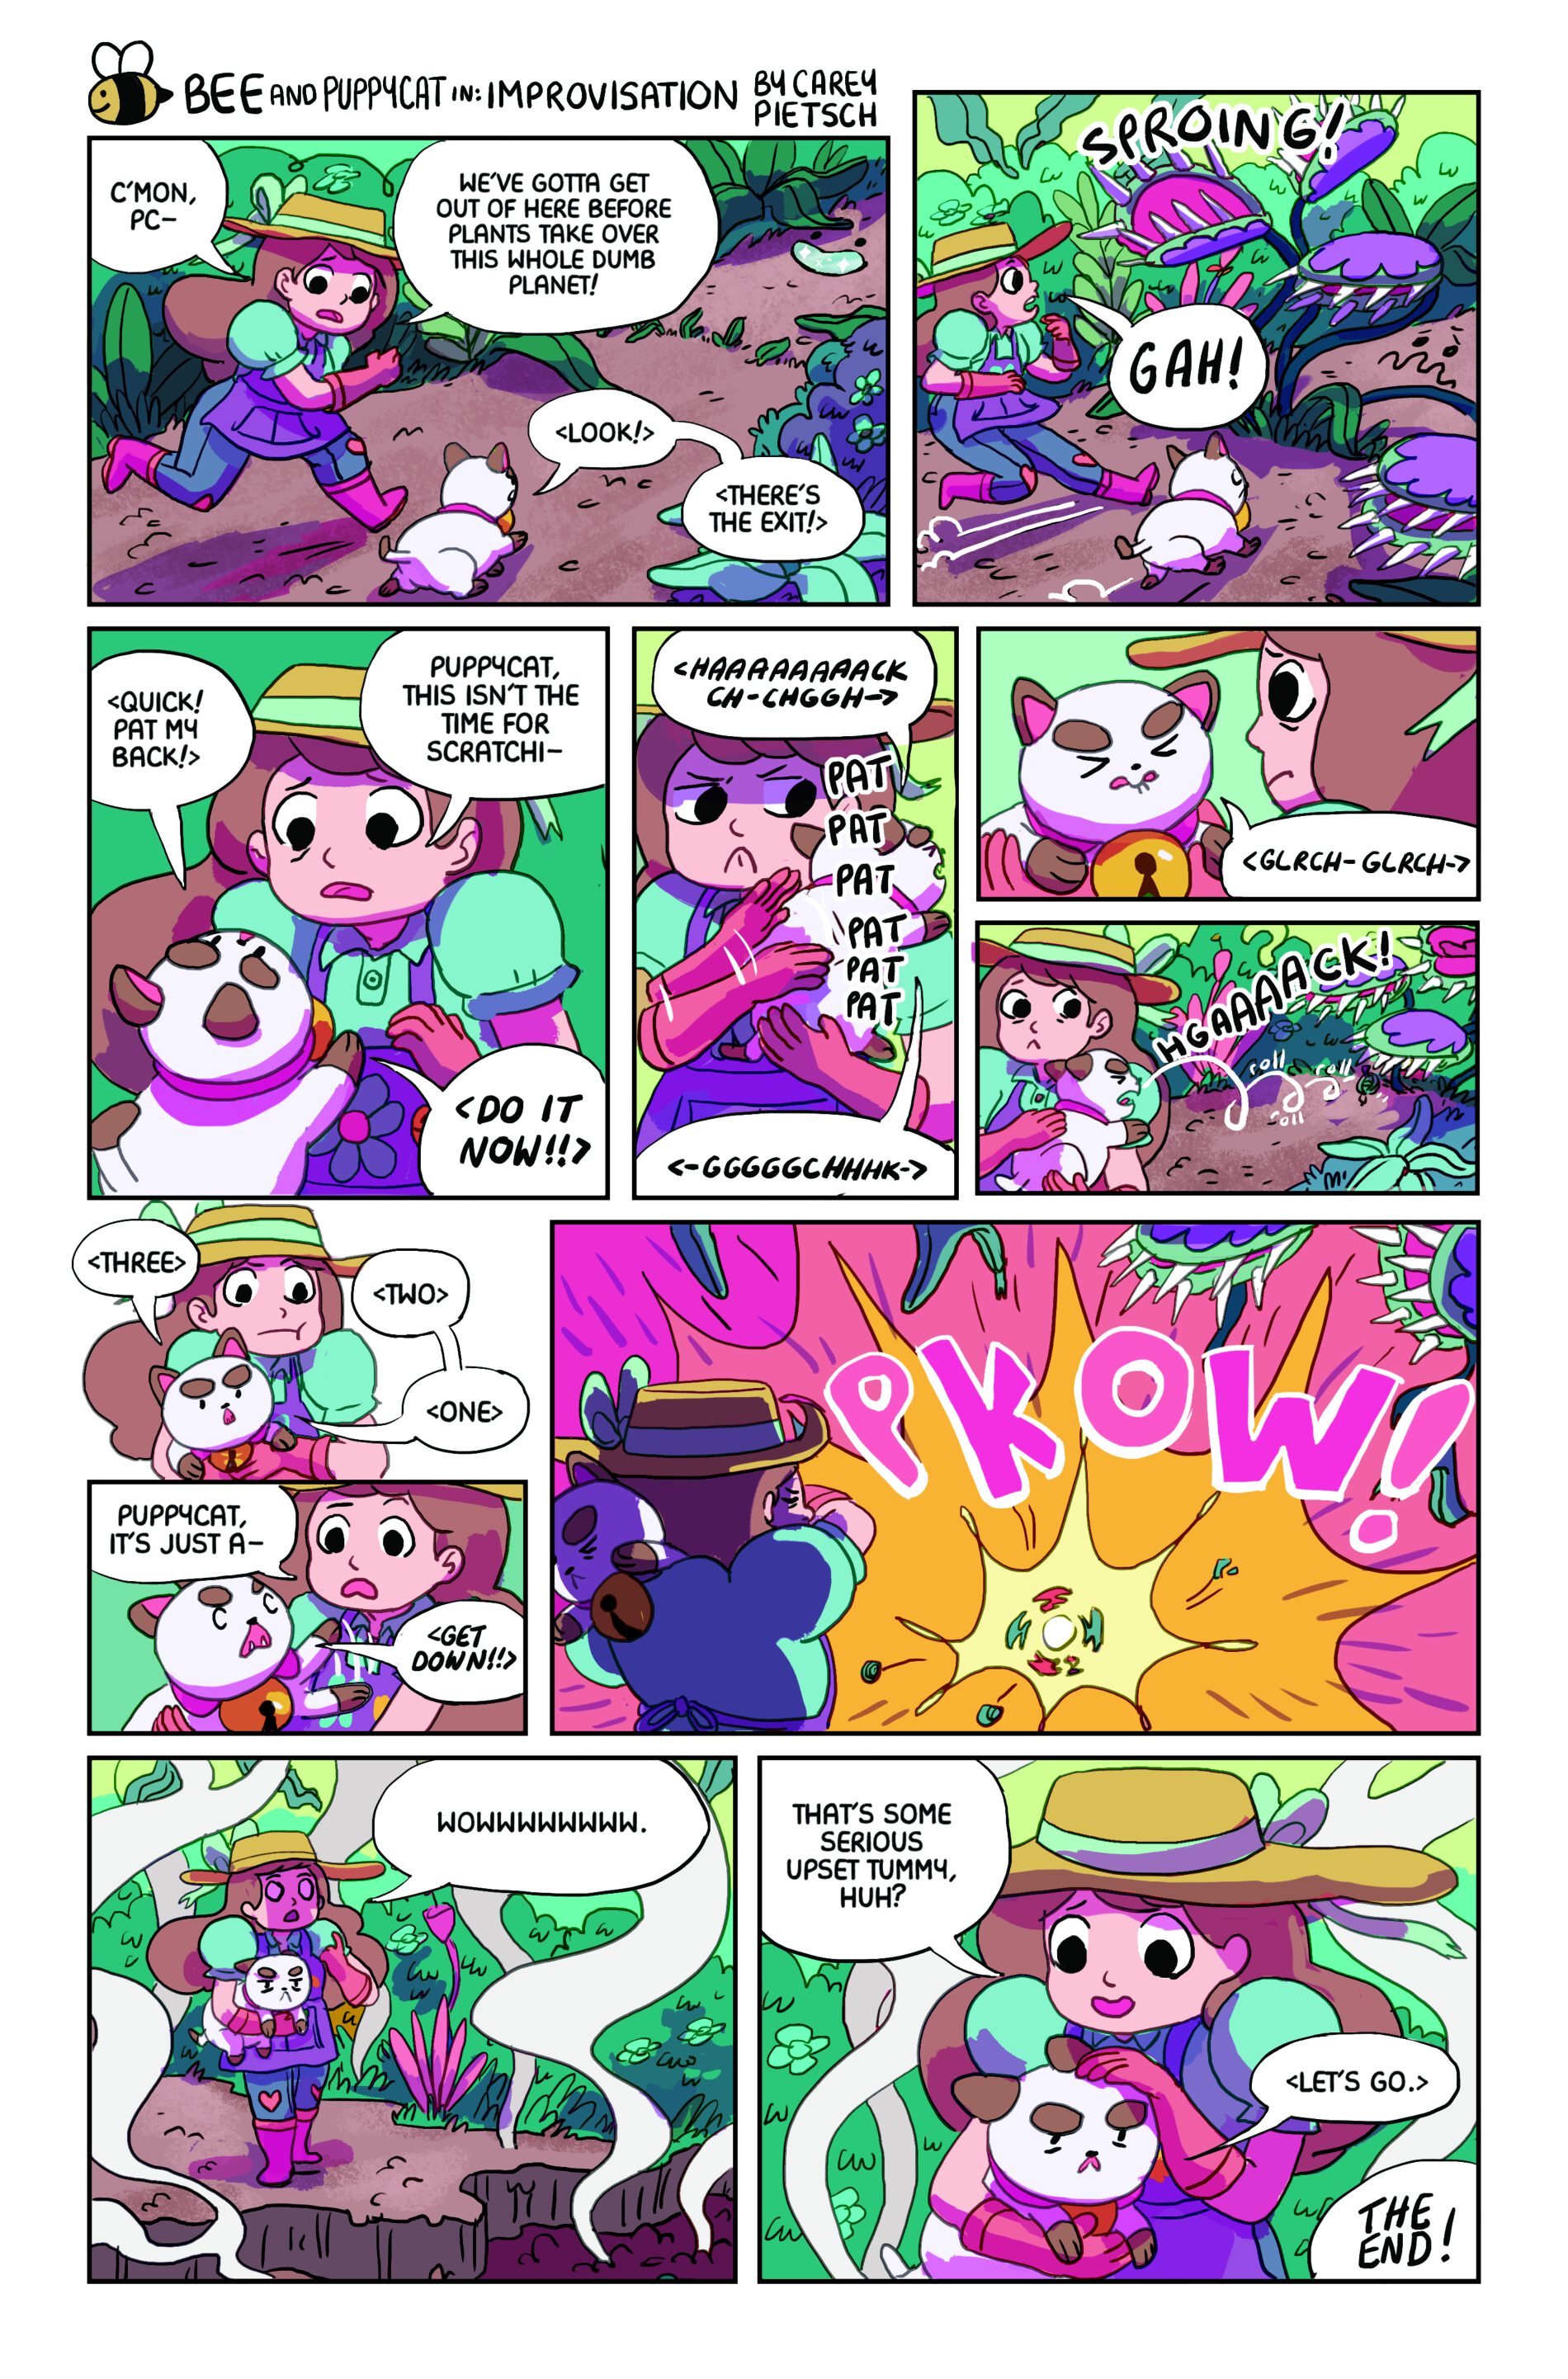 BEE AND PUPPYCAT IN: IMPROVISATION
BY CAREY
PIETSCH
C'MON,
PC—
WE'VE GOTTA GET
OUT OF HERE BEFORE
PLANTS TAKE OVER
THIS WHOLE DUMB
PLANET!
<LOOK!>
<THERE'S
THE EXIT!>
SPROING!
GAH!
<QUICK!
PAT MY
BACK!>
PUPPYCAT,
THIS ISN'T THE
TIME FOR
SCRATCHI—
<DO IT
NOW!!>
<HAAAAAAAAACK
CH-CHGGH->
PAT
PAT
PAT
PAT
PAT
PAT
<-GGGGGCHHHK->
<GLRCH- GLRCH->
HGAAAACK!
roll
roll
roll
<THREE>
<TWO>
<ONE>
PUPPYCAT,
IT'S JUST A—
<GET
DOWN!!>
PKOW!
WOWWWWWWWW.
THAT'S SOME
SERIOUS
UPSET TUMMY,
HUH?
<LET'S GO.>
THE
END!